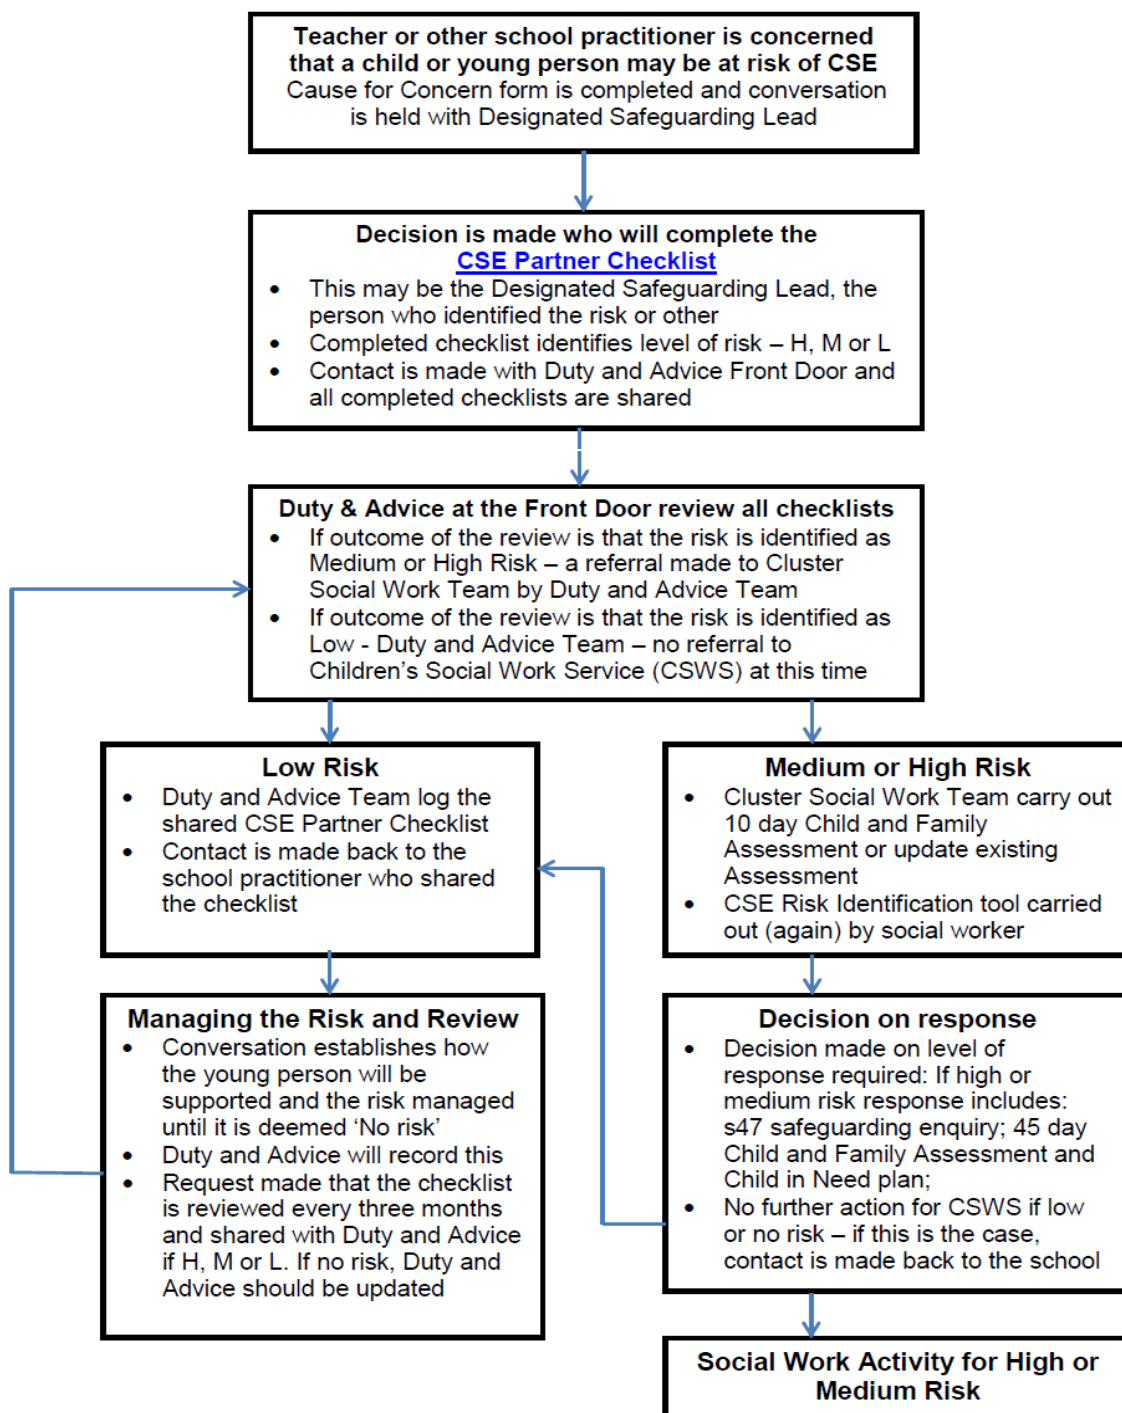 Teacher or other school practitioner is concerned
that a child or young person may be at risk of CSE
Cause for Concern form is completed and conversation
is held with Designated Safeguarding Lead
Decision is made who will complete the
CSE Partner Checklist
• This may be the Designated Safeguarding Lead, the
person who identified the risk or other
• Completed checklist identifies level of risk – H, M or L
• Contact is made with Duty and Advice Front Door and
all completed checklists are shared
Duty & Advice at the Front Door review all checklists
• If outcome of the review is that the risk is identified as
Medium or High Risk – a referral made to Cluster
Social Work Team by Duty and Advice Team
• If outcome of the review is that the risk is identified as
Low - Duty and Advice Team – no referral to
Children's Social Work Service (CSWS) at this time
Low Risk
• Duty and Advice Team log the
shared CSE Partner Checklist
• Contact is made back to the
school practitioner who shared
the checklist
Medium or High Risk
• Cluster Social Work Team carry out
10 day Child and Family
Assessment or update existing
Assessment
• CSE Risk Identification tool carried
out (again) by social worker
Managing the Risk and Review
• Conversation establishes how
the young person will be
supported and the risk managed
until it is deemed 'No risk'
• Duty and Advice will record this
• Request made that the checklist
is reviewed every three months
and shared with Duty and Advice
if H, M or L. If no risk, Duty and
Advice should be updated
Decision on response
• Decision made on level of
response required: If high or
medium risk response includes:
s47 safeguarding enquiry; 45 day
Child and Family Assessment and
Child in Need plan;
• No further action for CSWS if low
or no risk – if this is the case,
contact is made back to the school
Social Work Activity for High or
Medium Risk